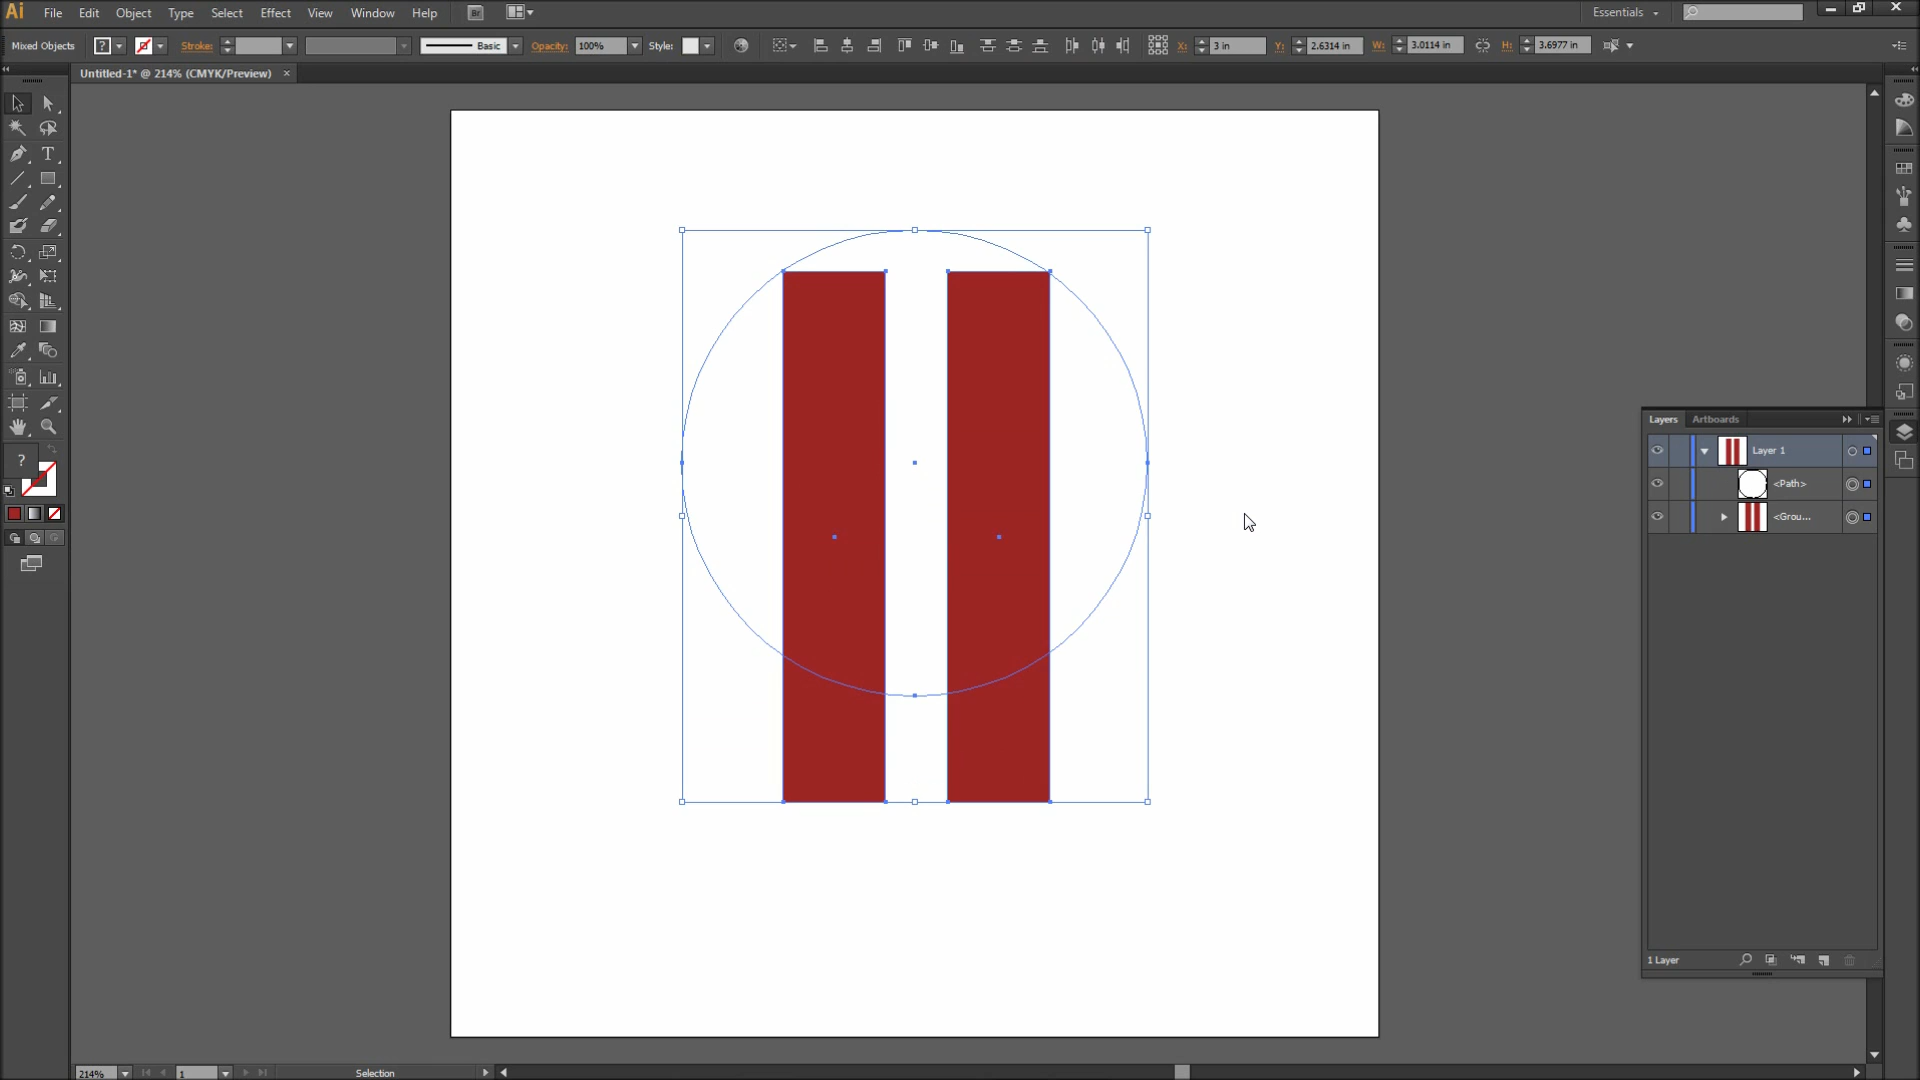 Ai File Edit Object Type Select Effect View Window Help Br Essentials
Mixed Objects ? Stroke: Basic Opacity: 100% Style: X: 3 in Y: 2.6314 in W: 3.0114 in H: 3.6977 in
Untitled-1* @ 214% (CMYK/Preview) ×
T
?
Layers Artboards
Layer 1
<Path>
<Grou...
1 Layer
214% 1 Selection